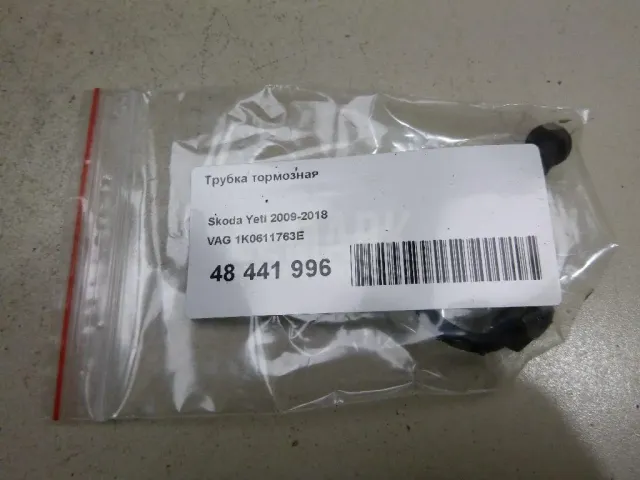 Трубка тормозная
Skoda Yeti 2009-2018
VAG 1K0611763E
48 441 996